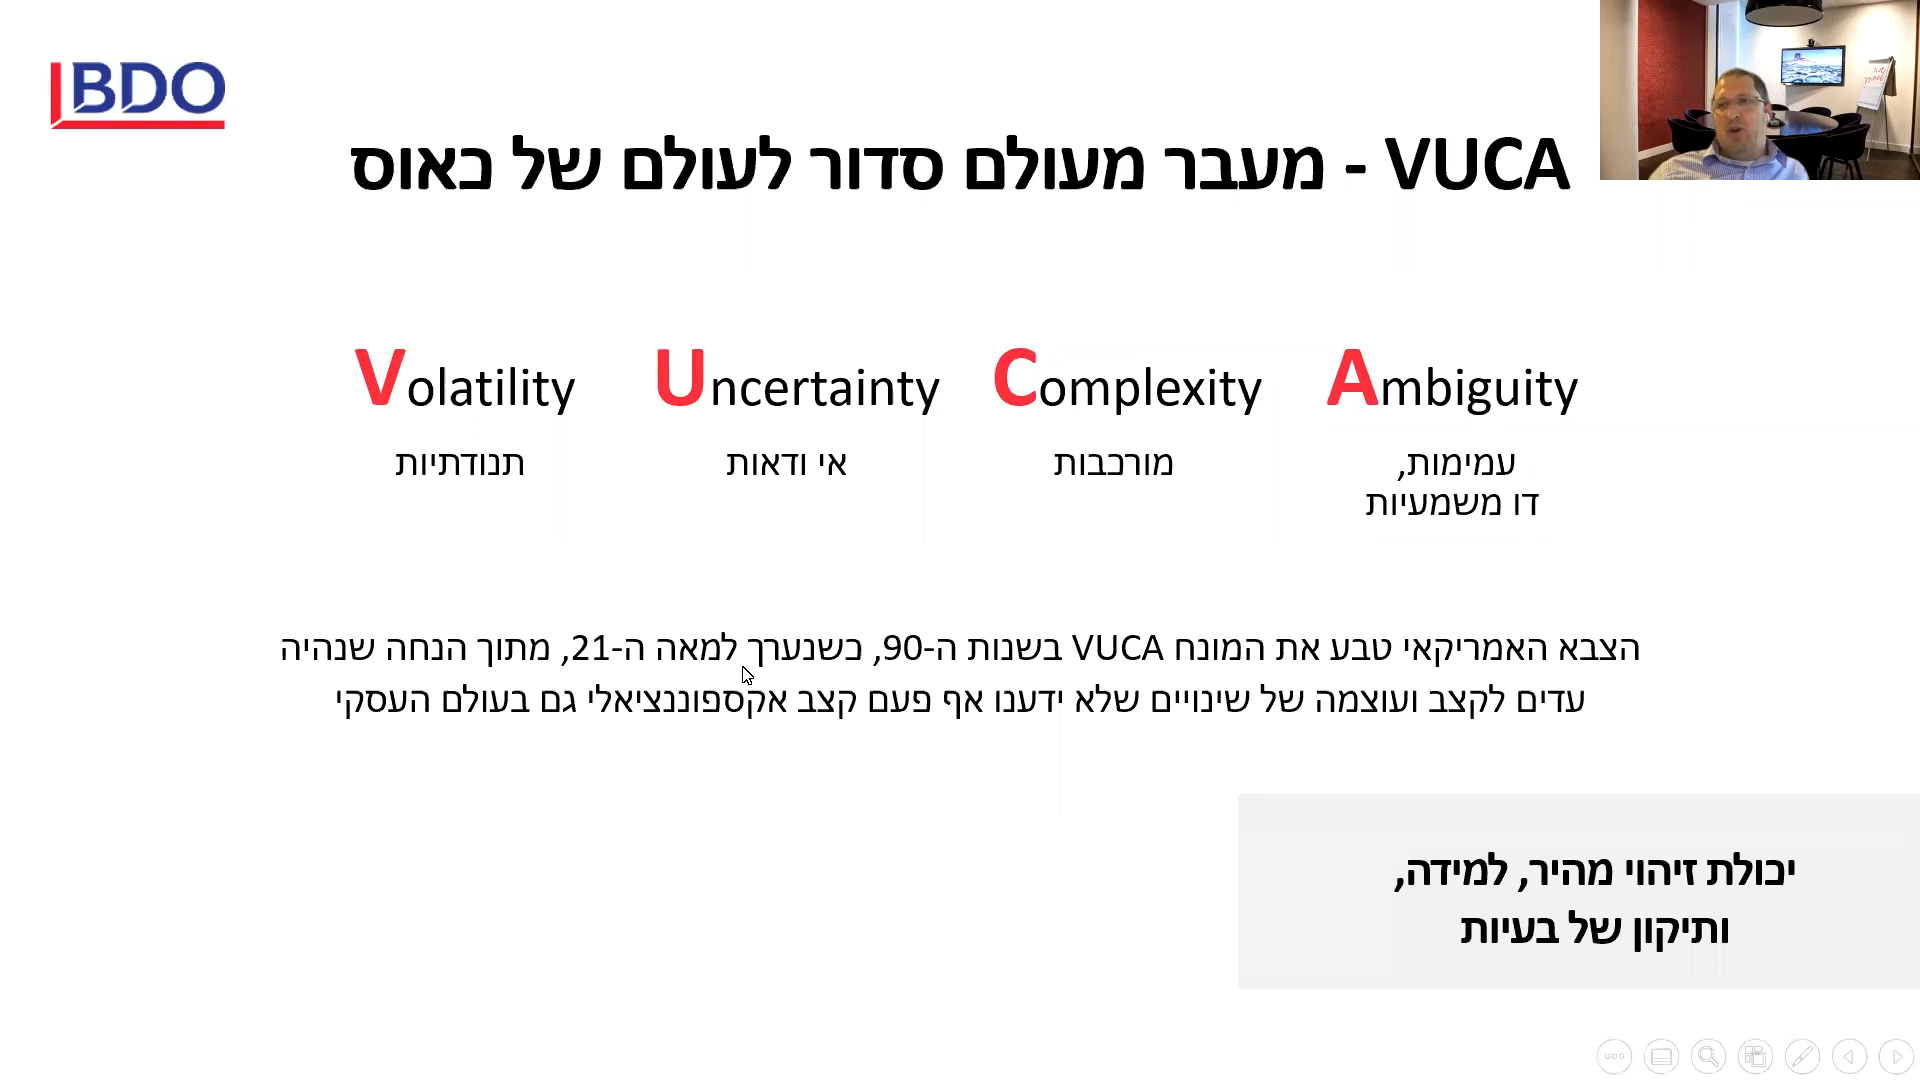 BDO
VUCA - מעבר מעולם סדור לעולם של כאוס
Volatility
Uncertainty
Complexity
Ambiguity
תנודתיות
אי ודאות
מורכבות
עמימות,
דו משמעיות
הצבא האמריקאי טבע את המונח VUCA בשנות ה-90, כשנערך למאה ה-21, מתוך הנחה שנהיה
עדים לקצב ועוצמה של שינויים שלא ידענו אף פעם קצב אקספוננציאלי גם בעולם העסקי
יכולת זיהוי מהיר, למידה,
ותיקון של בעיות